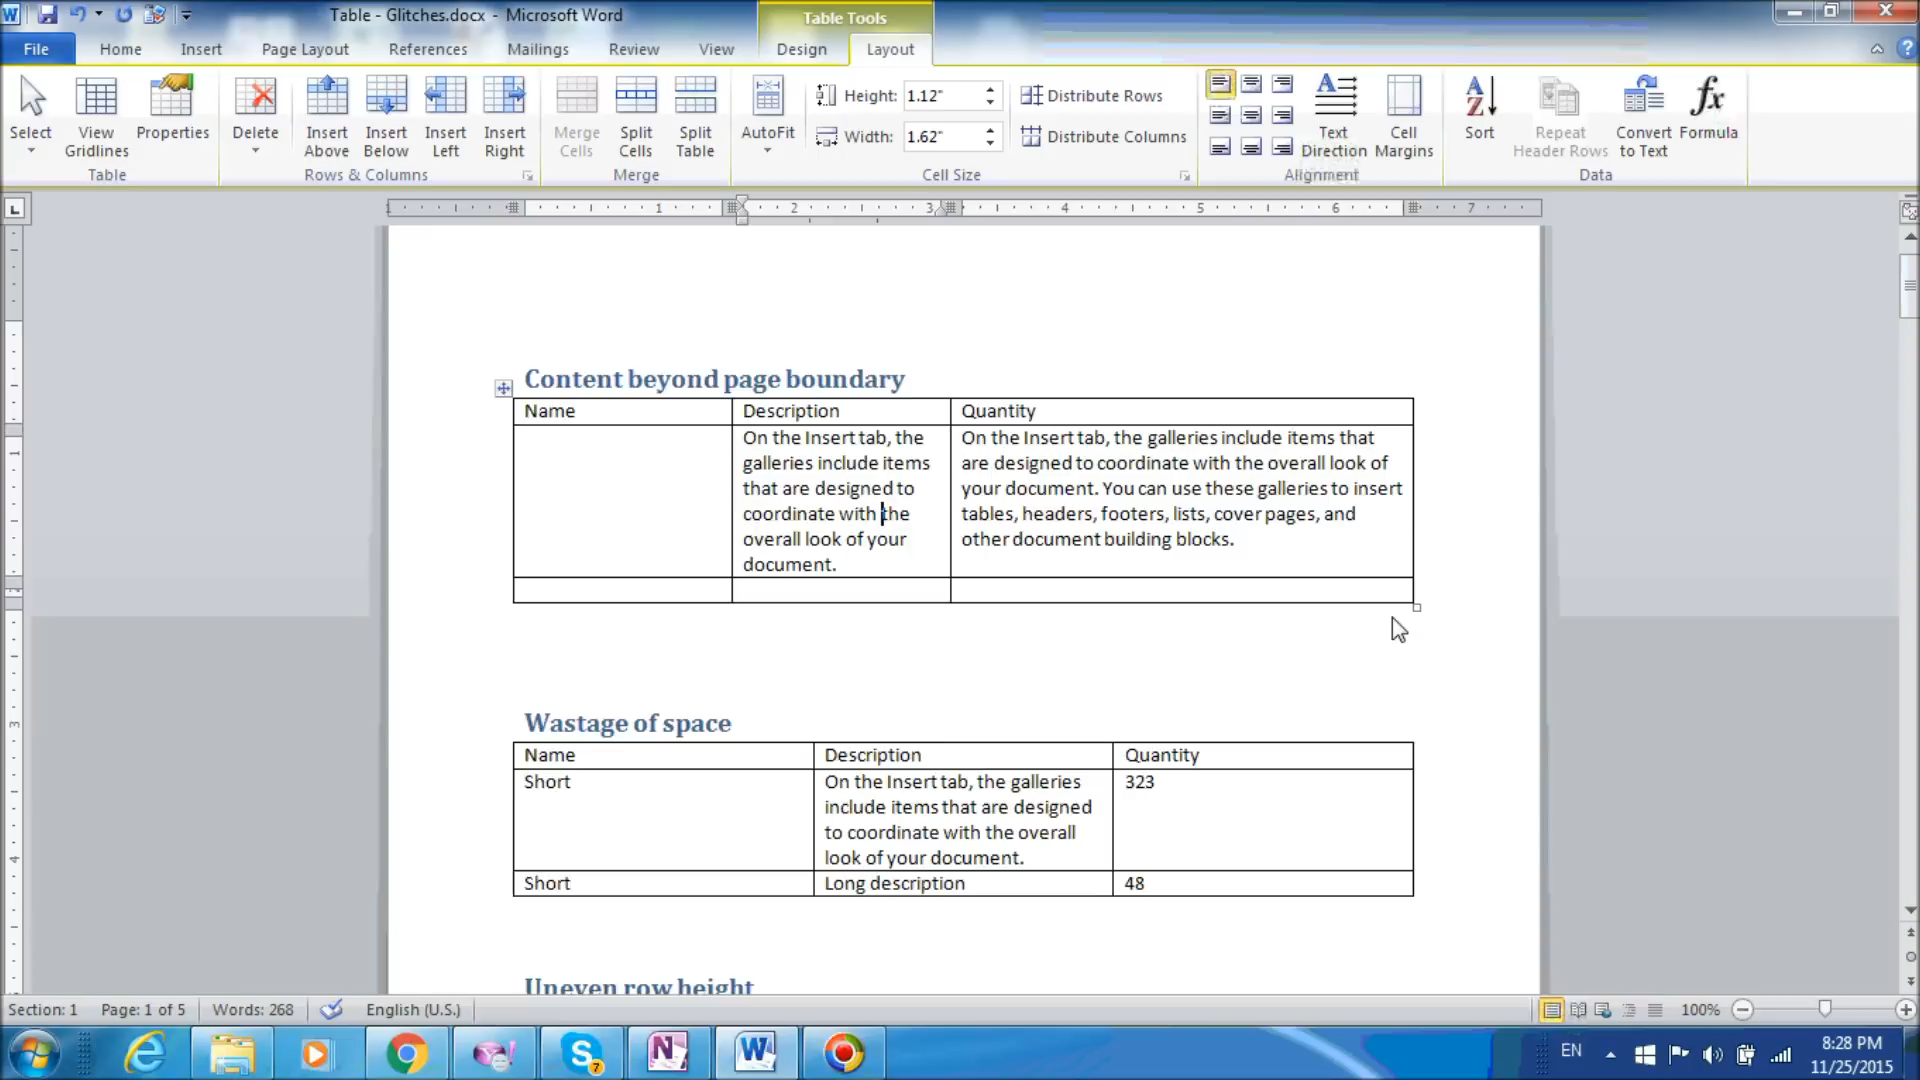 Table - Glitches.docx - Microsoft Word
Table Tools
File Home Insert Page Layout References Mailings Review View Design Layout
Select
View Gridlines
Properties
Table
Delete
Insert Above
Insert Below
Insert Left
Insert Right
Rows & Columns
Merge Cells
Split Cells
Split Table
Merge
AutoFit
Height: 1.12"
Width: 1.62"
Distribute Rows
Distribute Columns
Cell Size
Text Direction
Cell Margins
Alignment
Sort
Repeat Header Rows
Convert to Text
Formula
Data
L
1 1 2 3 4 5 6 7
Content beyond page boundary
Name Description Quantity
On the Insert tab, the
galleries include items
that are designed to
coordinate with the
overall look of your
document.
On the Insert tab, the galleries include items that
are designed to coordinate with the overall look of
your document. You can use these galleries to insert
tables, headers, footers, lists, cover pages, and
other document building blocks.
Wastage of space
Name Description Quantity
Short
On the Insert tab, the galleries
include items that are designed
to coordinate with the overall
look of your document.
323
Short Long description 48
Uneven row height
Section: 1 Page: 1 of 5 Words: 268 English (U.S.) 100%
EN
8:28 PM
11/25/2015